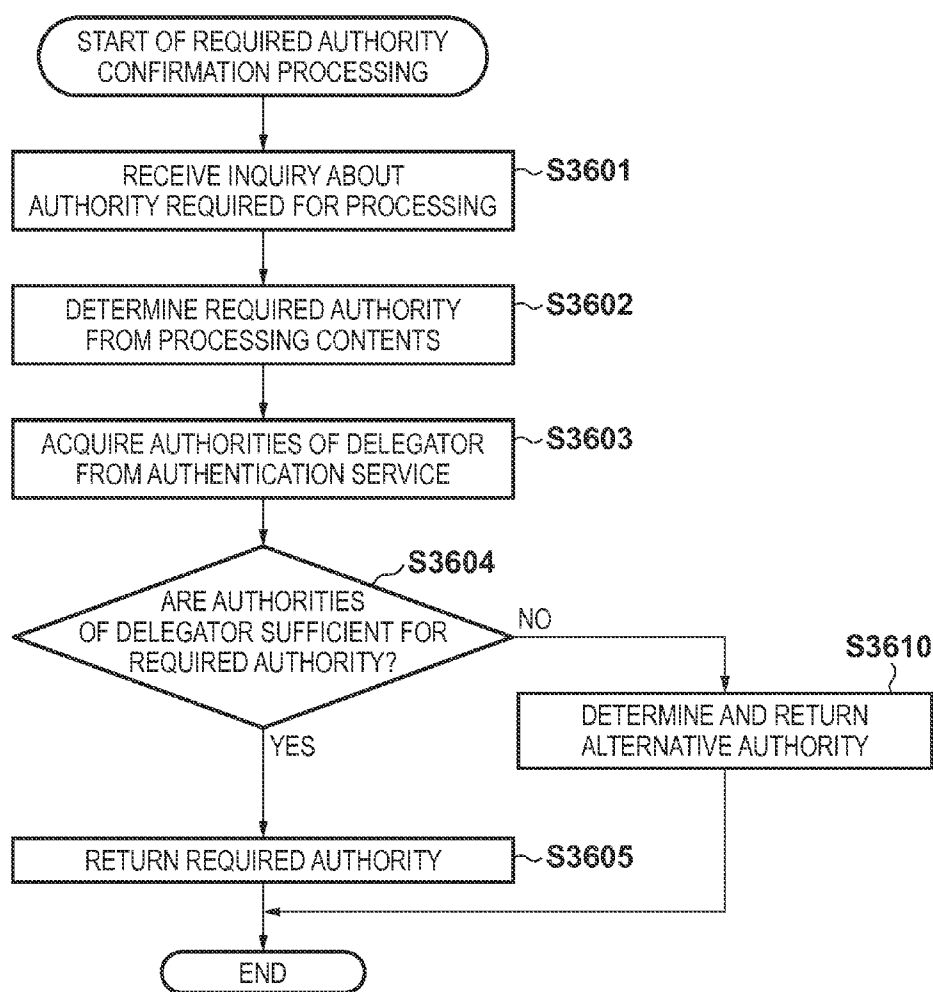 START OF REQUIRED AUTHORITY
CONFIRMATION PROCESSING
RECEIVE INQUIRY ABOUT
AUTHORITY REQUIRED FOR PROCESSING
S3601
DETERMINE REQUIRED AUTHORITY
FROM PROCESSING CONTENTS
S3602
ACQUIRE AUTHORITIES OF DELEGATOR
FROM AUTHENTICATION SERVICE
S3603
S3604
ARE AUTHORITIES
OF DELEGATOR SUFFICIENT FOR
REQUIRED AUTHORITY?
NO
S3610
DETERMINE AND RETURN
ALTERNATIVE AUTHORITY
YES
RETURN REQUIRED AUTHORITY
S3605
END